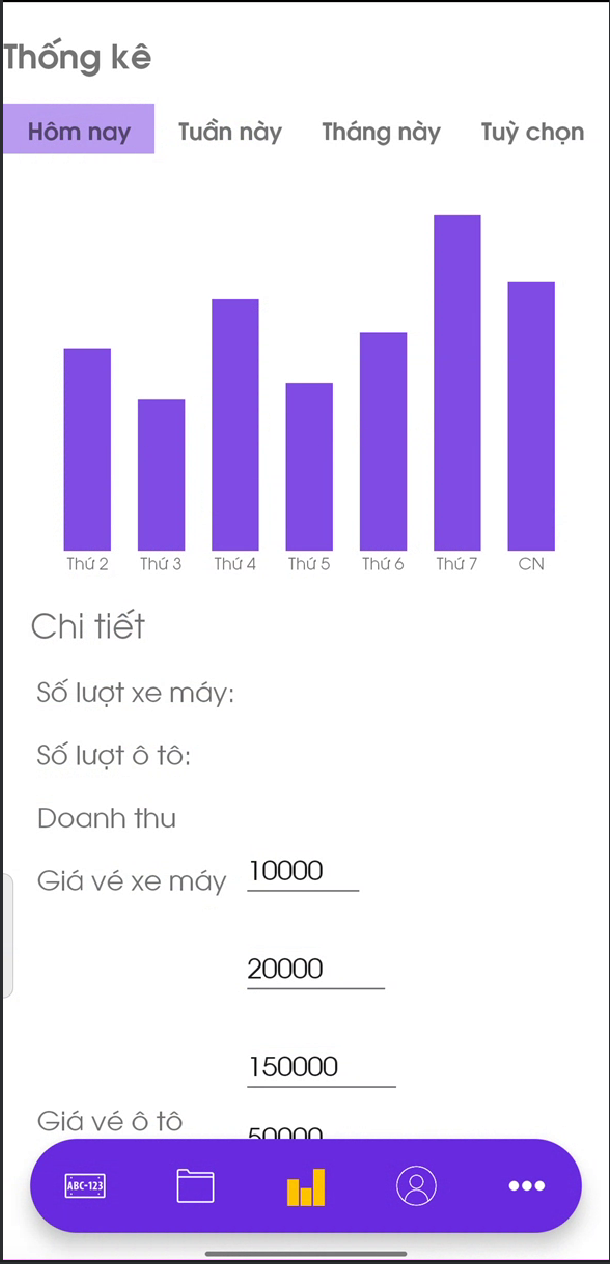 Thống kê
Hôm nay Tuần này Tháng này Tuỳ chọn
Thứ 2 Thứ 3 Thứ 4 Thứ 5 Thứ 6 Thứ 7 CN
Chi tiết
Số lượt xe máy:
Số lượt ô tô:
Doanh thu
Giá vé xe máy 10000
20000
150000
Giá vé ô tô 50000
ABC-123